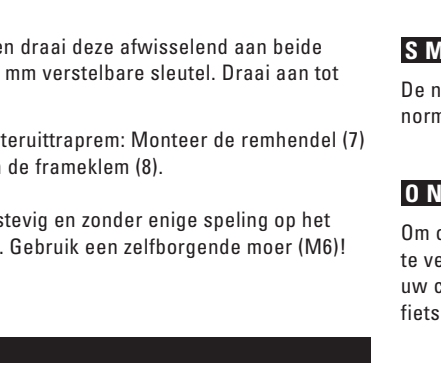 en draai deze afwisselend aan beide
mm verstelbare sleutel. Draai aan tot
teruittraprem: Monteer de remhendel (7)
de frameklem (8).
stevig en zonder enige speling op het
. Gebruik een zelfborgende moer (M6)!
S M
De n
norm
O N
Om
te ve
uw
fiets